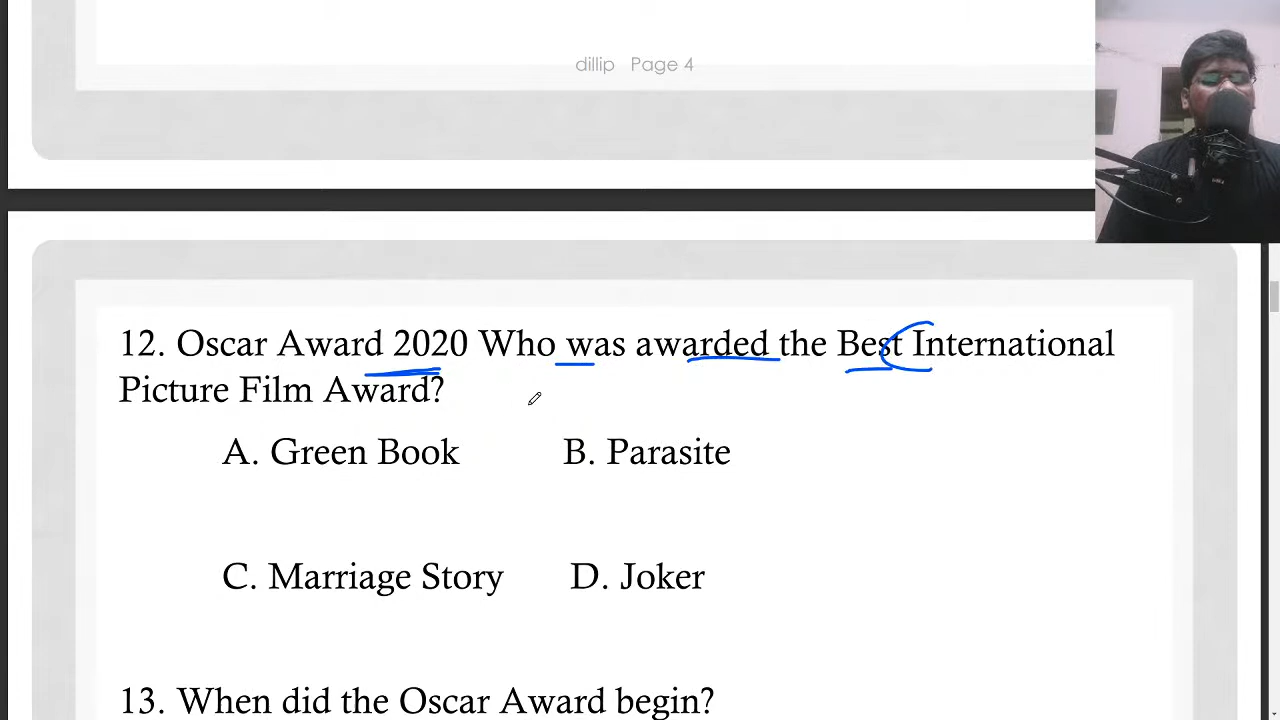 dillip Page 4
12. Oscar Award 2020 Who was awarded the Best International
Picture Film Award?
A. Green Book B. Parasite
C. Marriage Story D. Joker
13. When did the Oscar Award begin?